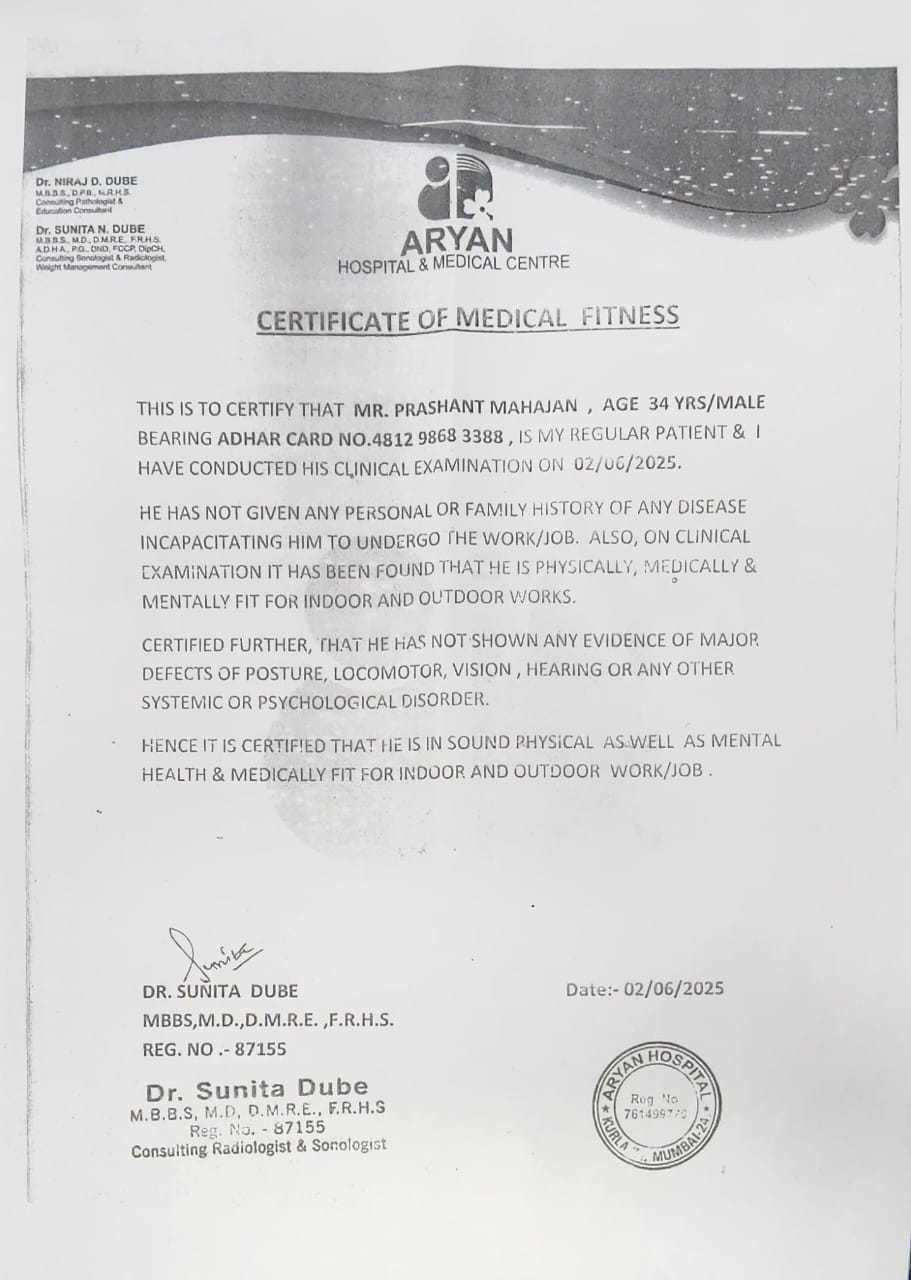 Dr. NIRAJ D. DUBE
M.B.B.S., D.P.B., M.R.H.S.
Consulting Pathologist &
Education Consultant
Dr. SUNITA N. DUBE
M.B.B.S., M.D., D.M.R.E., F.R.H.S.
A.D.H.A., P.G., DND, FCCP, DipCH,
Consulting Sonologist & Radiologist,
Weight Management Consultant
ARYAN
HOSPITAL & MEDICAL CENTRE
CERTIFICATE OF MEDICAL FITNESS
THIS IS TO CERTIFY THAT MR. PRASHANT MAHAJAN , AGE 34 YRS/MALE
BEARING ADHAR CARD NO.4812 9868 3388 , IS MY REGULAR PATIENT & I
HAVE CONDUCTED HIS CLINICAL EXAMINATION ON 02/06/2025.
HE HAS NOT GIVEN ANY PERSONAL OR FAMILY HISTORY OF ANY DISEASE
INCAPACITATING HIM TO UNDERGO THE WORK/JOB. ALSO, ON CLINICAL
EXAMINATION IT HAS BEEN FOUND THAT HE IS PHYSICALLY, MEDICALLY &
MENTALLY FIT FOR INDOOR AND OUTDOOR WORKS.
CERTIFIED FURTHER, THAT HE HAS NOT SHOWN ANY EVIDENCE OF MAJOR
DEFECTS OF POSTURE, LOCOMOTOR, VISION , HEARING OR ANY OTHER
SYSTEMIC OR PSYCHOLOGICAL DISORDER.
HENCE IT IS CERTIFIED THAT HE IS IN SOUND PHYSICAL AS WELL AS MENTAL
HEALTH & MEDICALLY FIT FOR INDOOR AND OUTDOOR WORK/JOB .
Sunita
DR. SUNITA DUBE
Date:- 02/06/2025
MBBS,M.D.,D.M.R.E. ,F.R.H.S.
REG. NO .- 87155
Dr. Sunita Dube
M.B.B.S, M.D, D.M.R.E., F.R.H.S
Reg. No. - 87155
Consulting Radiologist & Sonologist
ARYAN HOSPITAL
Reg No
KURLA MUMBAI-24